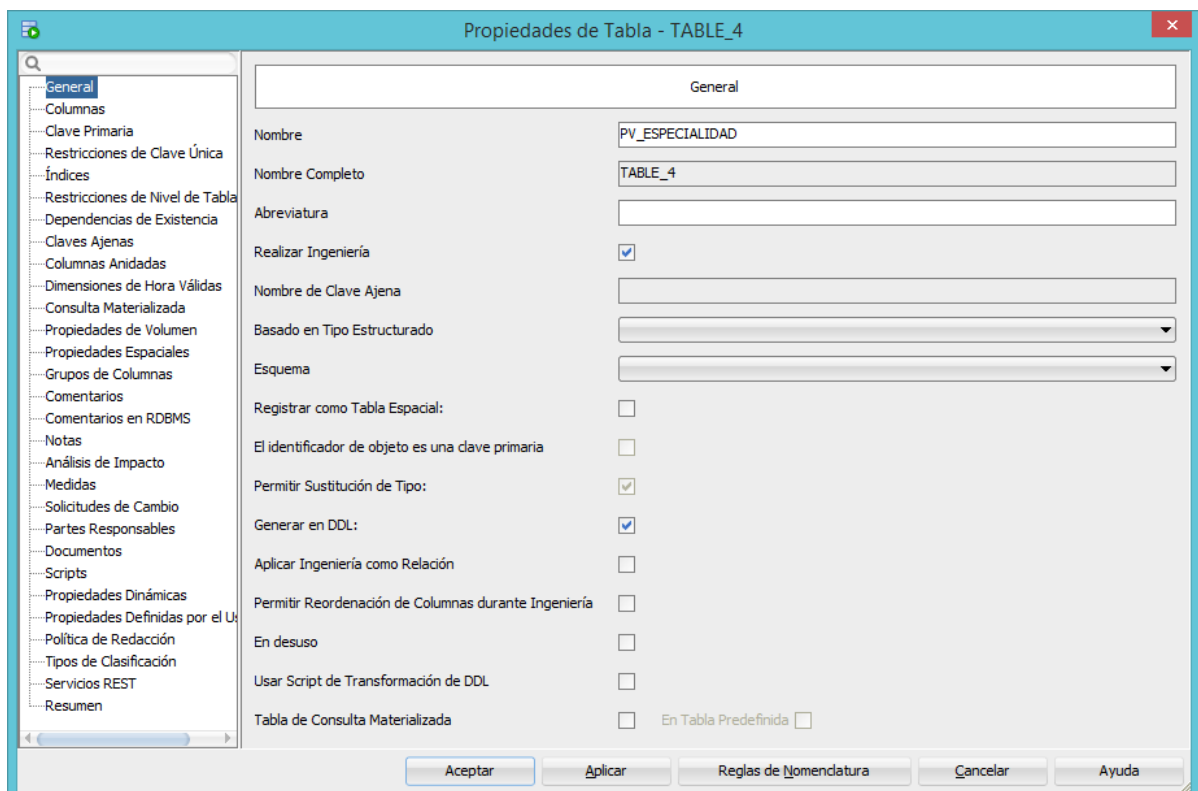 Propiedades de Tabla - TABLE_4
General
Columnas
Clave Primaria
Restricciones de Clave Única
Índices
Restricciones de Nivel de Tabla
Dependencias de Existencia
Claves Ajenas
Columnas Anidadas
Dimensiones de Hora Válidas
Consulta Materializada
Propiedades de Volumen
Propiedades Espaciales
Grupos de Columnas
Comentarios
Comentarios en RDBMS
Notas
Análisis de Impacto
Medidas
Solicitudes de Cambio
Partes Responsables
Documentos
Scripts
Propiedades Dinámicas
Propiedades Definidas por el Us
Política de Redacción
Tipos de Clasificación
Servicios REST
Resumen
General
Nombre PV_ESPECIALIDAD
Nombre Completo TABLE_4
Abreviatura
Realizar Ingeniería
Nombre de Clave Ajena
Basado en Tipo Estructurado
Esquema
Registrar como Tabla Espacial:
El identificador de objeto es una clave primaria
Permitir Sustitución de Tipo:
Generar en DDL:
Aplicar Ingeniería como Relación
Permitir Reordenación de Columnas durante Ingeniería
En desuso
Usar Script de Transformación de DDL
Tabla de Consulta Materializada En Tabla Predefinida
Aceptar Aplicar Reglas de Nomenclatura Cancelar Ayuda